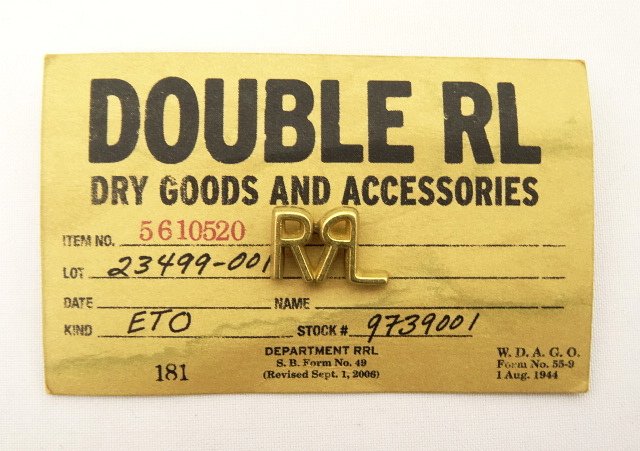 DOUBLE RL
DRY GOODS AND ACCESSORIES
ITEM NO. 5610520
RRL
LOT 23499-001
DATE NAME
KIND ETO STOCK # 9739001
181
DEPARTMENT RRL
S. B. Form No. 49
(Revised Sept. 1, 2006)
W. D. A. G. O.
Form No. 55-9
1 Aug. 1944